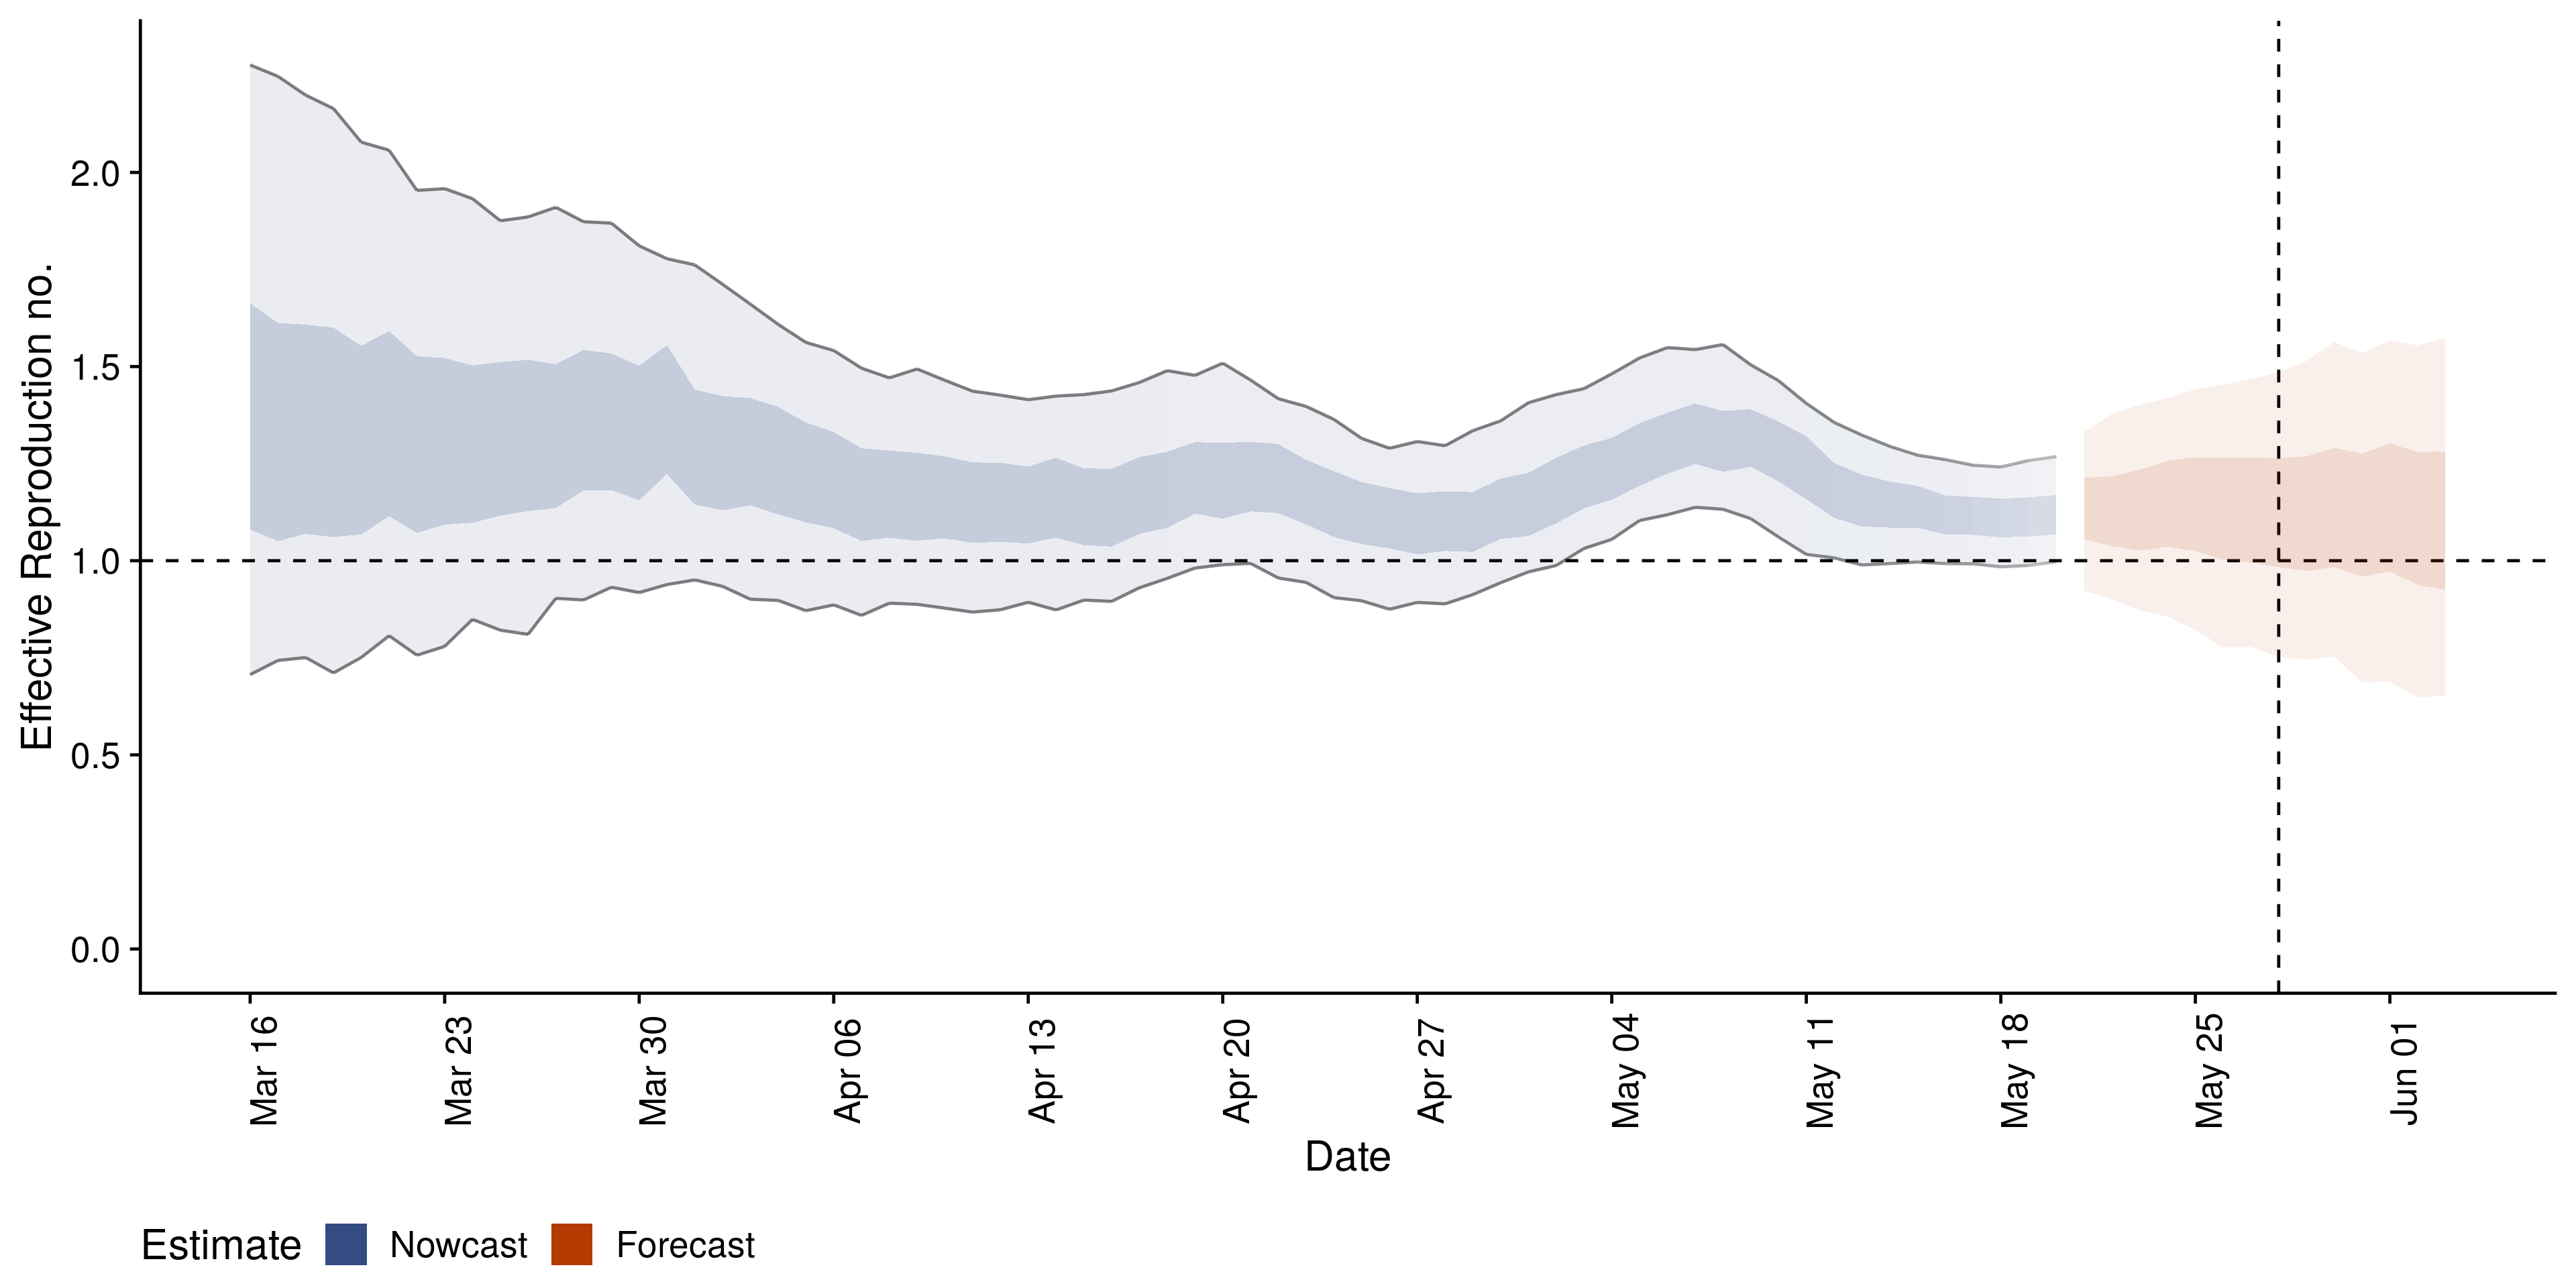 Effective Reproduction no.
2.0
1.5
1.0
0.5
0.0
Mar 16
Mar 23
Mar 30
Apr 06
Apr 13
Apr 20
Apr 27
May 04
May 11
May 18
May 25
Jun 01
Date
Estimate Nowcast Forecast